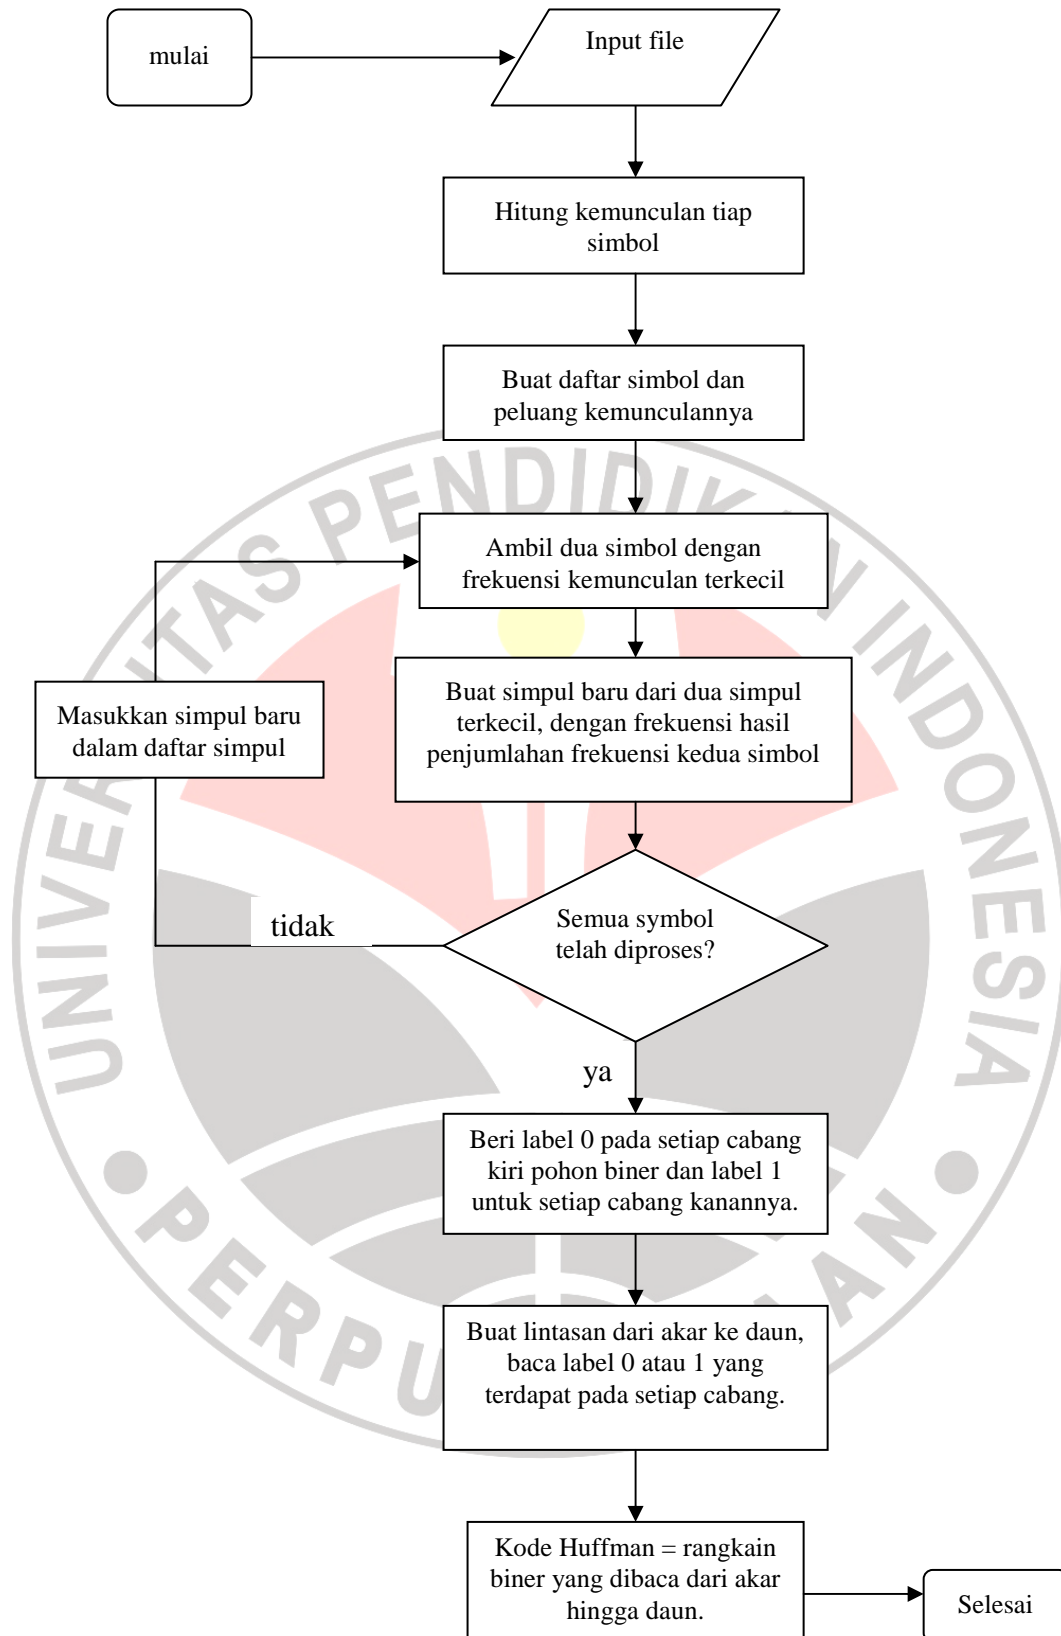 mulai
Input file
Hitung kemunculan tiap
simbol
Buat daftar simbol dan
peluang kemunculannya
Ambil dua simbol dengan
frekuensi kemunculan terkecil
Buat simpul baru dari dua simpul
terkecil, dengan frekuensi hasil
penjumlahan frekuensi kedua simbol
Masukkan simpul baru
dalam daftar simpul
Semua symbol
telah diproses?
tidak
ya
Beri label 0 pada setiap cabang
kiri pohon biner dan label 1
untuk setiap cabang kanannya.
Buat lintasan dari akar ke daun,
baca label 0 atau 1 yang
terdapat pada setiap cabang.
Kode Huffman = rangkain
biner yang dibaca dari akar
hingga daun.
Selesai
PENDIDIKAN INDONESIA